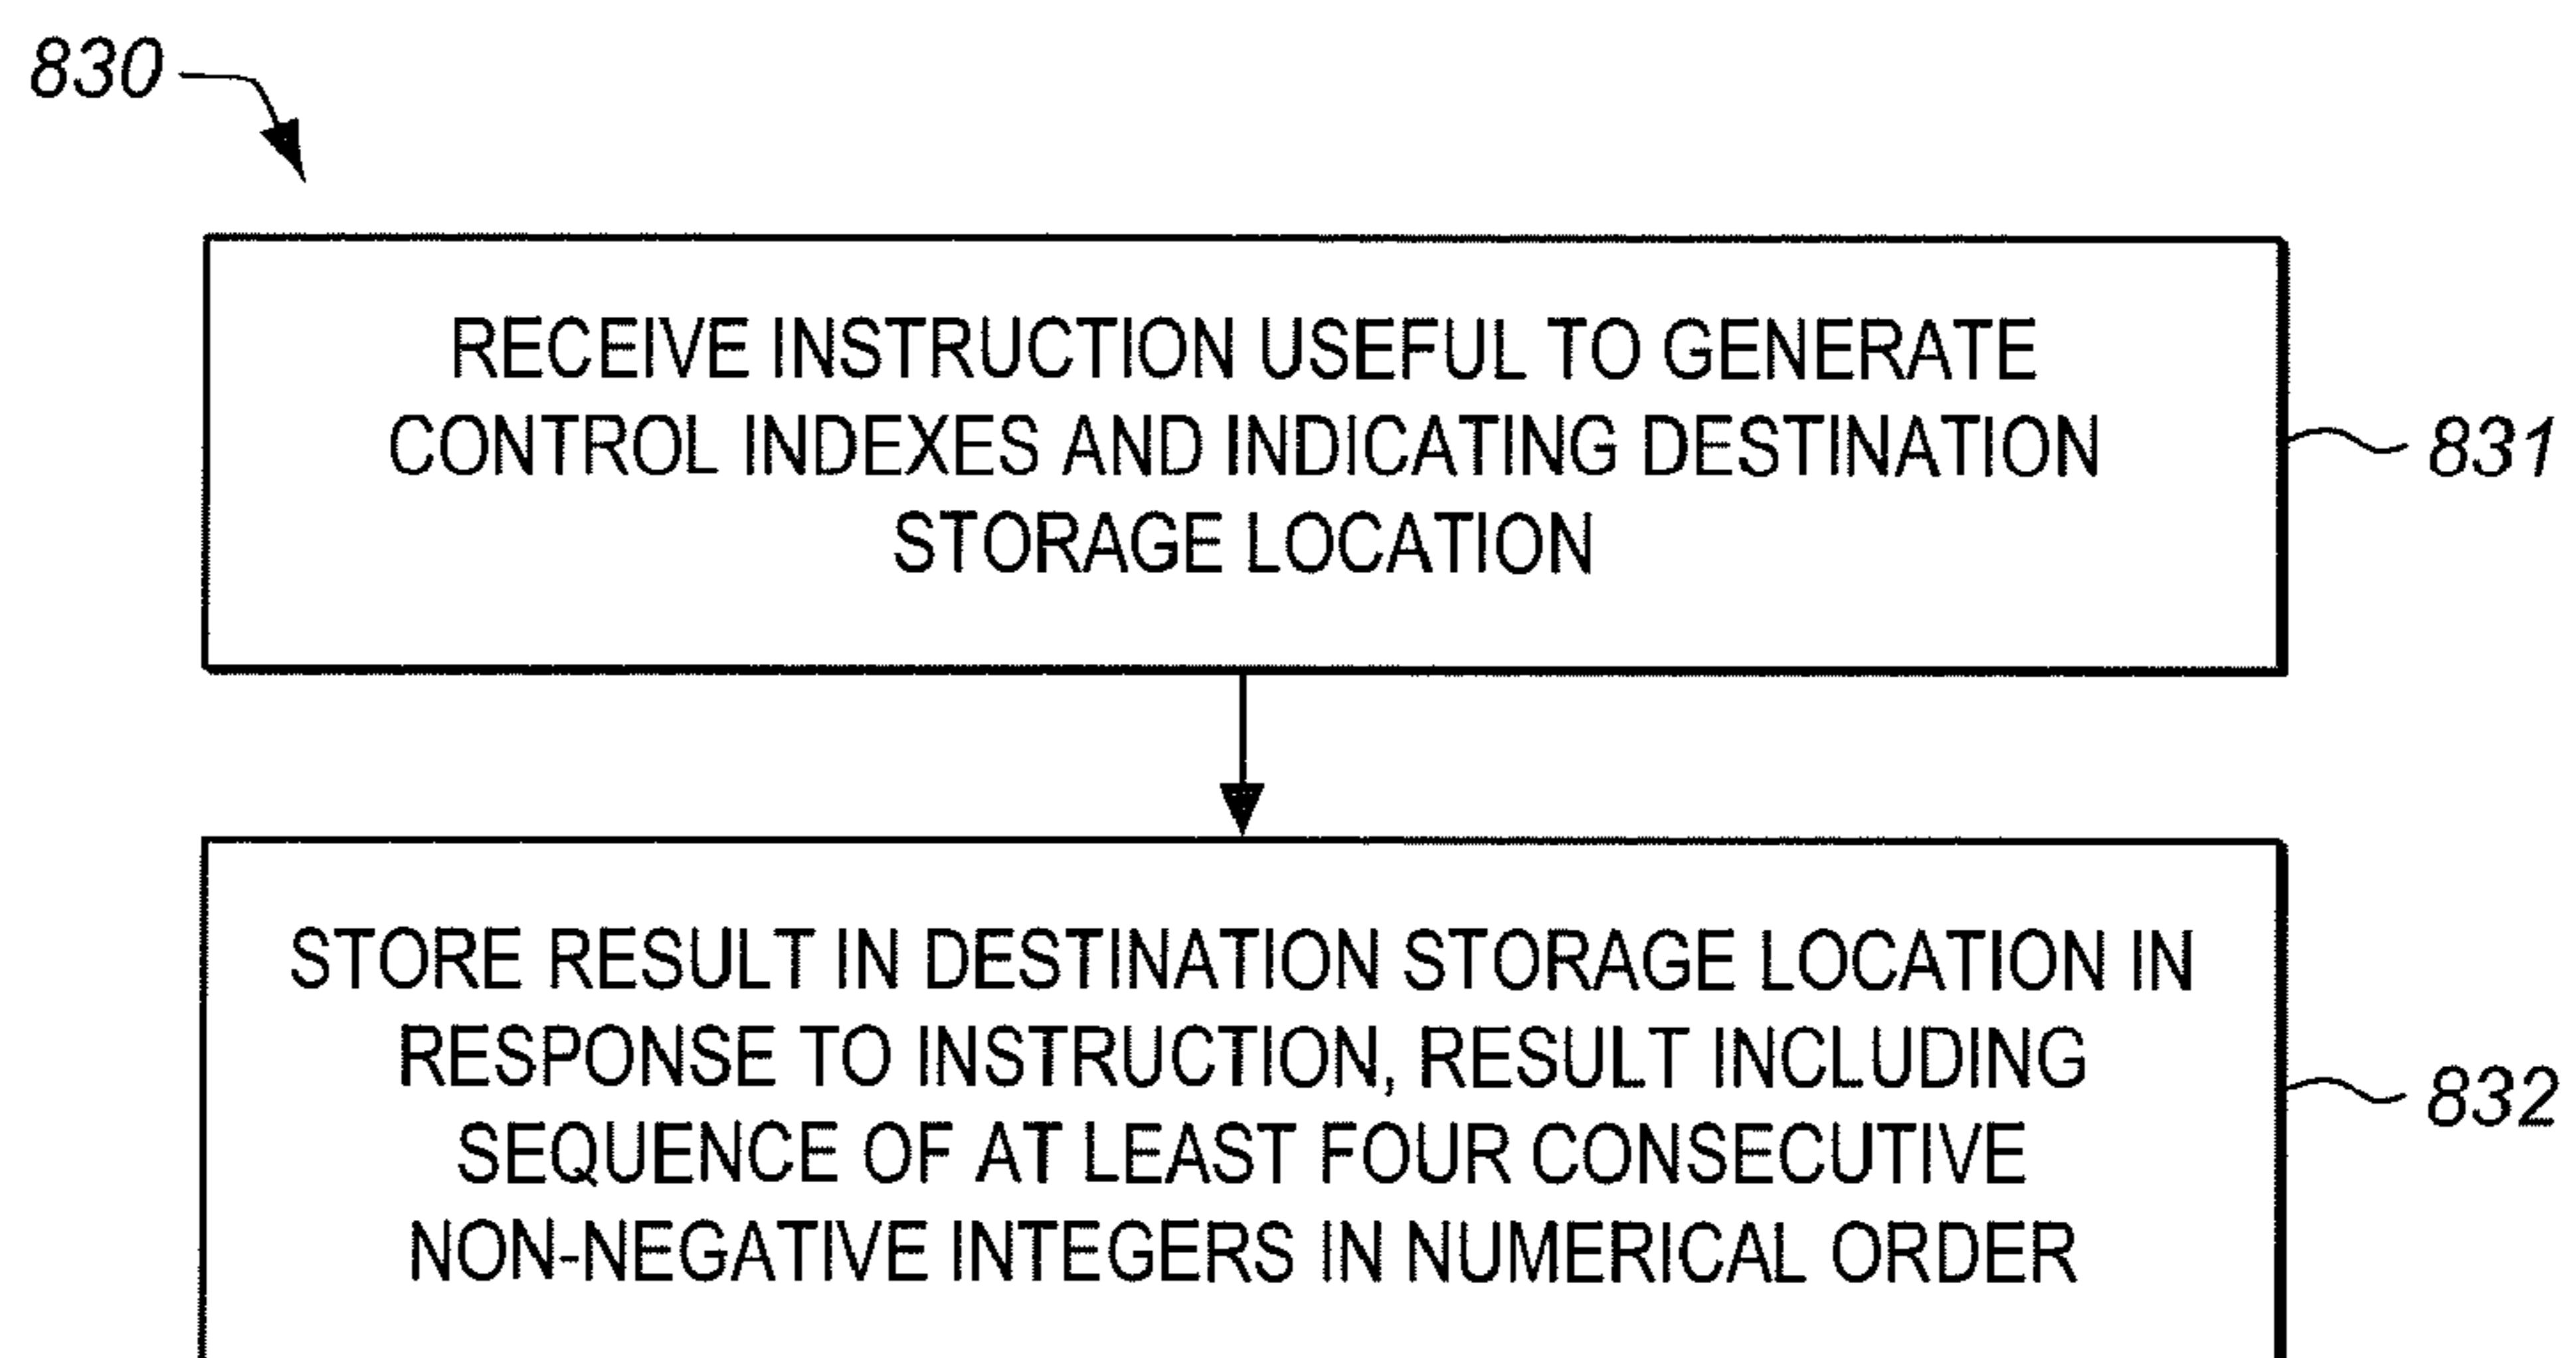 830
RECEIVE INSTRUCTION USEFUL TO GENERATE
CONTROL INDEXES AND INDICATING DESTINATION
STORAGE LOCATION
831
STORE RESULT IN DESTINATION STORAGE LOCATION IN
RESPONSE TO INSTRUCTION, RESULT INCLUDING
SEQUENCE OF AT LEAST FOUR CONSECUTIVE
NON-NEGATIVE INTEGERS IN NUMERICAL ORDER
832